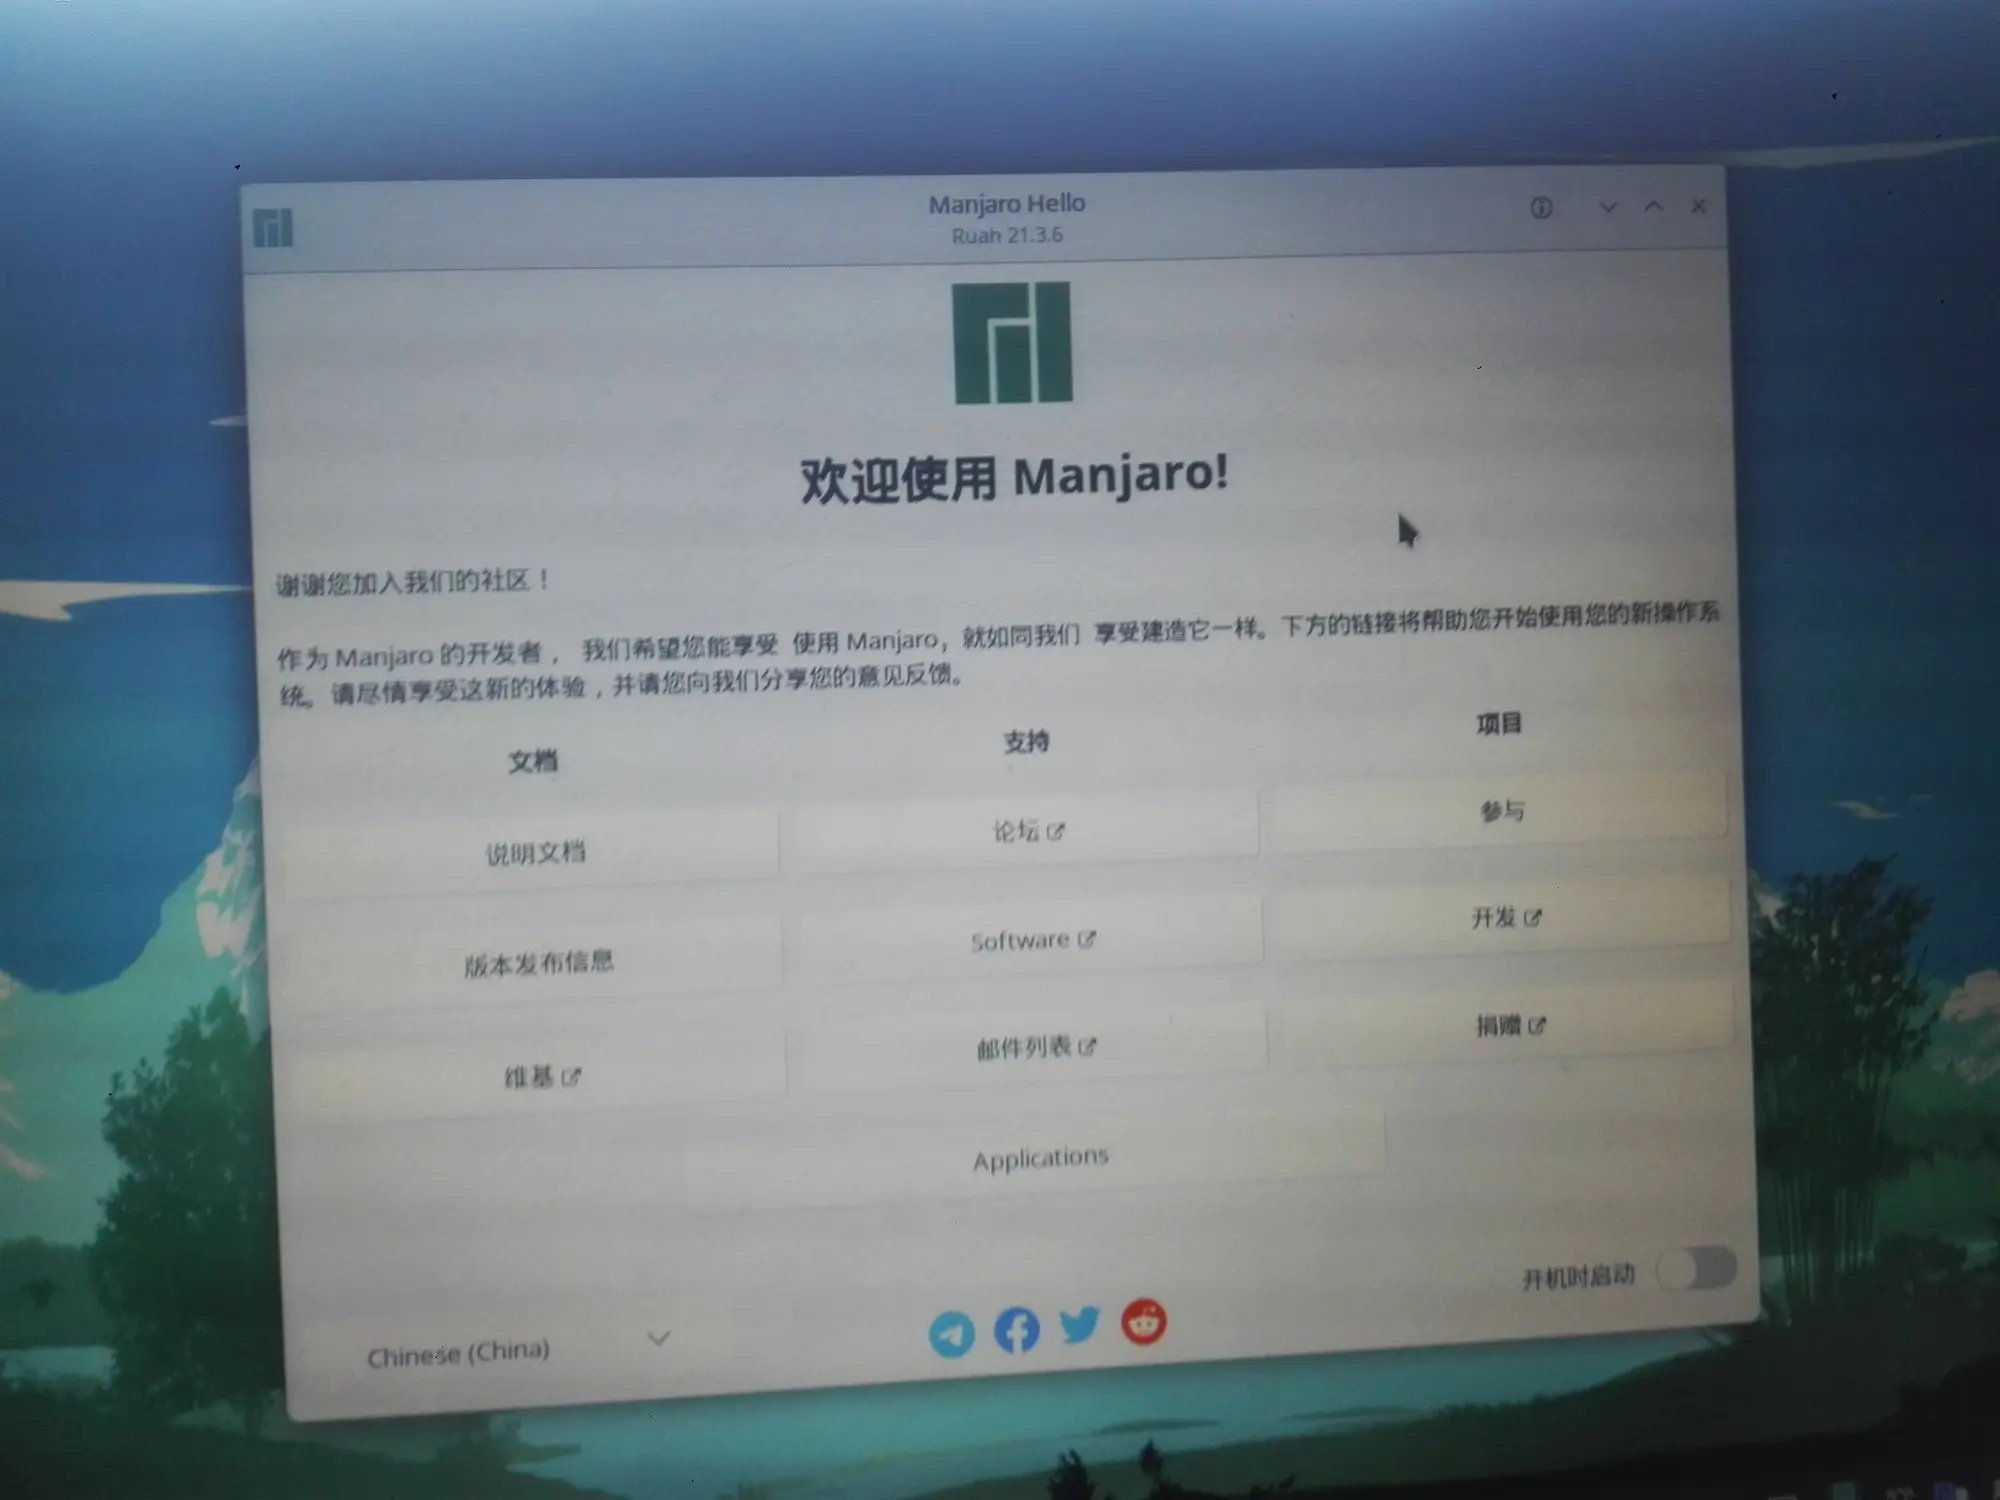 Manjaro Hello
Ruah 21.3.6
欢迎使用 Manjaro!
谢谢您加入我们的社区！
作为 Manjaro 的开发者， 我们希望您能享受 使用 Manjaro，就如同我们 享受建造它一样。下方的链接将帮助您开始使用您的新操作系
统。请尽情享受这新的体验，并请您向我们分享您的意见反馈。
文档 支持 项目
说明文档 论坛 参与
版本发布信息 Software 开发
维基 邮件列表 捐赠
Applications
开机时启动
Chinese (China)